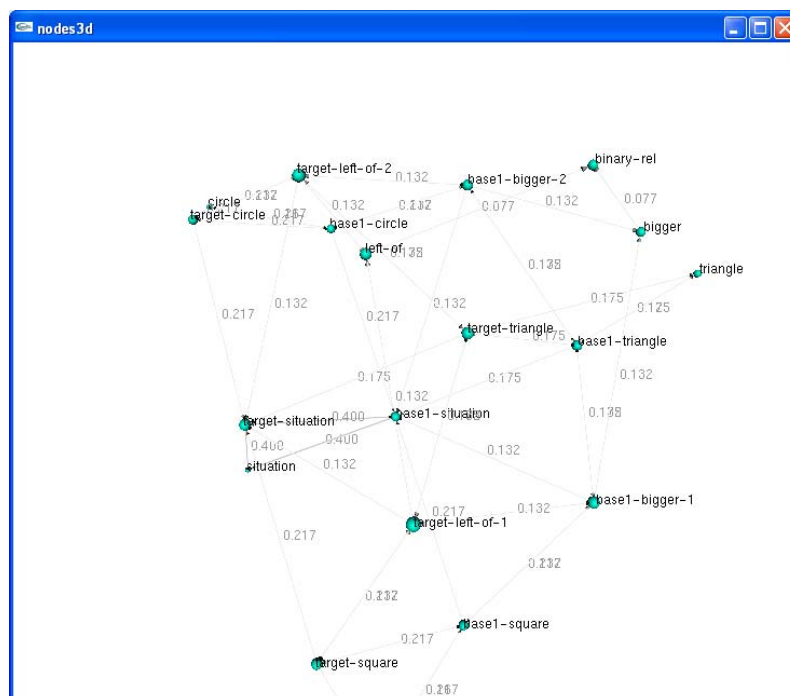 nodes3d
target-left-of-2
binary-rel
base1-bigger-2
0.132
0.077
circle
0.132
target-circle
0.132
0.217
base1-circle
0.077
bigger
left-of
triangle
0.175
0.217
0.132
0.217
0.132
target-triangle
0.175
base1-triangle
0.175
0.175
0.132
0.132
target-situation
0.400
base1-situation
0.400
0.400
situation
0.132
0.132
base1-bigger-1
0.217
0.132
target-left-of-1
0.217
base1-square
0.217
target-square